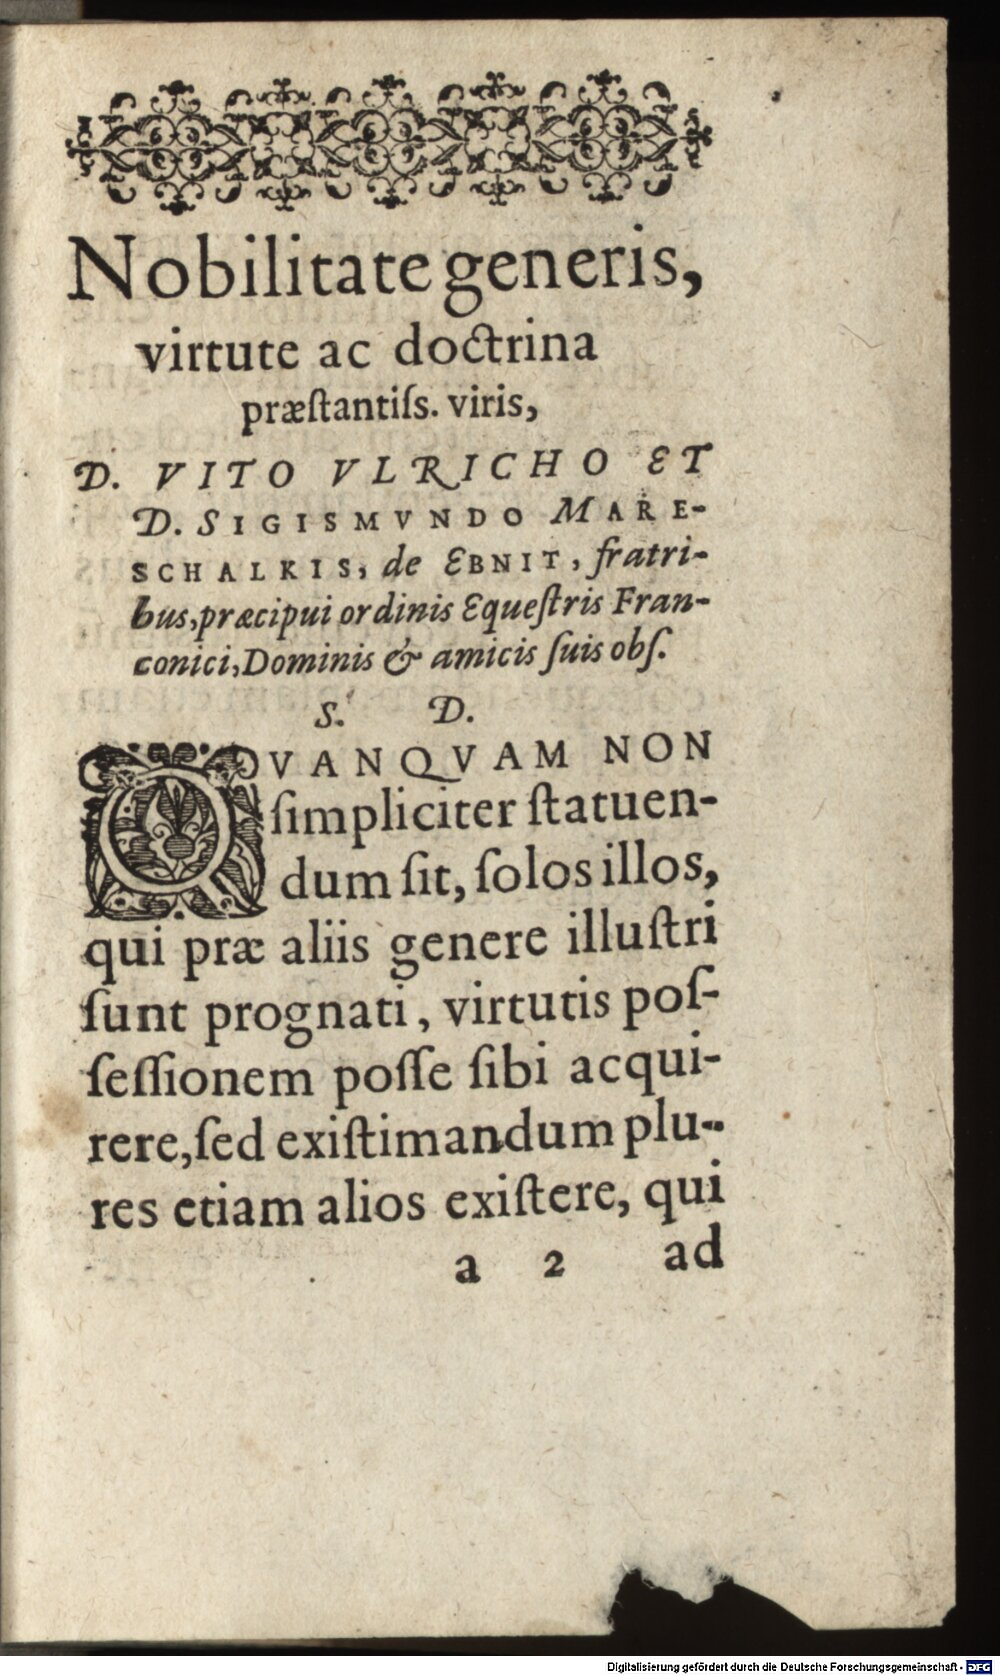 Nobilitate generis,
virtute ac doctrina
præſtantiſs. viris,
D. VITO VLRICHO ET
D. SIGISMVNDO MARE-
SCHALKIS, de EBNIT, fratri-
bus, præcipui ordinis Equeſtris Fran-
conici, Dominis & amicis ſuis obſ.
S. D.
QVANQVAM NON
ſimpliciter ſtatuen-
dum ſit, ſolos illos,
qui præ aliis genere illuſtri
ſunt prognati, virtutis poſ-
ſeſſionem poſſe ſibi acqui-
rere, ſed exiſtimandum plu-
res etiam alios exiſtere, qui
a 2 ad
Digitalisierung gefördert durch die Deutsche Forschungsgemeinschaft - DFG